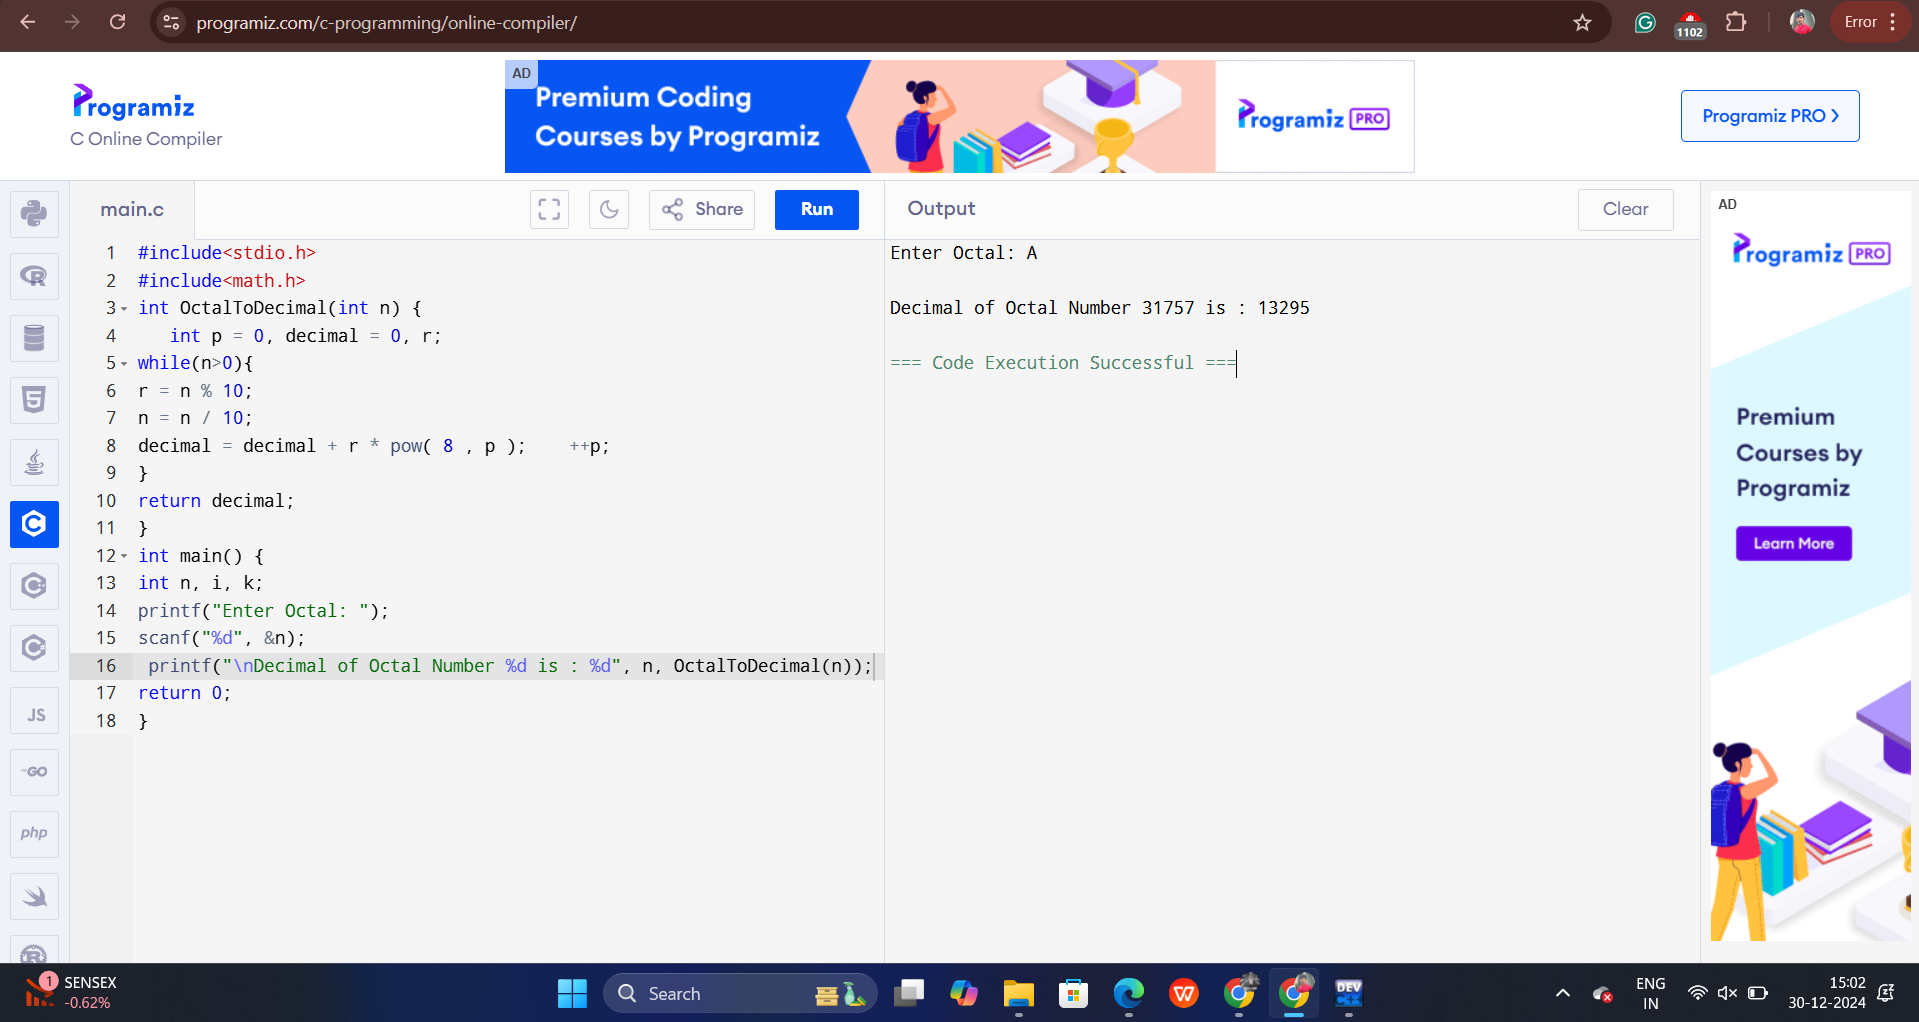 programiz.com/c-programming/online-compiler/
1102
Error
Programiz
C Online Compiler
AD
Premium Coding
Courses by Programiz
Programiz PRO
Programiz PRO
main.c
Share
Run
Output
Clear
1 #include<stdio.h>
2 #include<math.h>
3 int OctalToDecimal(int n) {
4 int p = 0, decimal = 0, r;
5 while(n>0){
6 r = n % 10;
7 n = n / 10;
8 decimal = decimal + r * pow( 8 , p ); ++p;
9 }
10 return decimal;
11 }
12 int main() {
13 int n, i, k;
14 printf("Enter Octal: ");
15 scanf("%d", &n);
16 printf("\nDecimal of Octal Number %d is : %d", n, OctalToDecimal(n));
17 return 0;
18 }
Enter Octal: A
Decimal of Octal Number 31757 is : 13295
=== Code Execution Successful ===
AD
Programiz PRO
Premium
Courses by
Programiz
Learn More
R
5
C
C
JS
GO
php
R
1
SENSEX
-0.62%
Search
W
DEV
C++
ENG
IN
15:02
30-12-2024